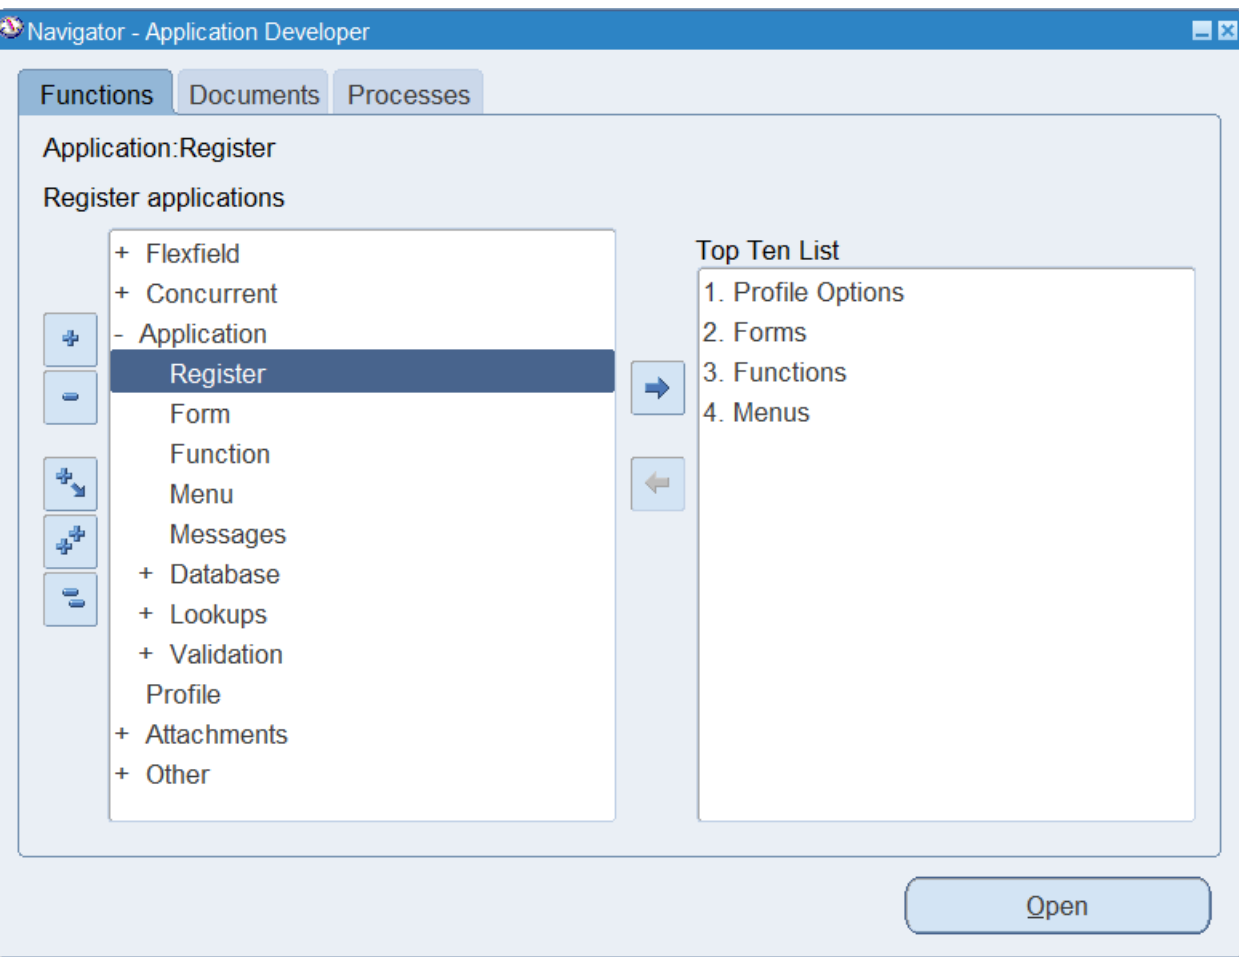 Navigator - Application Developer
Functions Documents Processes
Application:Register
Register applications
+ Flexfield
+ Concurrent
- Application
Register
Form
Function
Menu
Messages
+ Database
+ Lookups
+ Validation
Profile
+ Attachments
+ Other
Top Ten List
1. Profile Options
2. Forms
3. Functions
4. Menus
Open